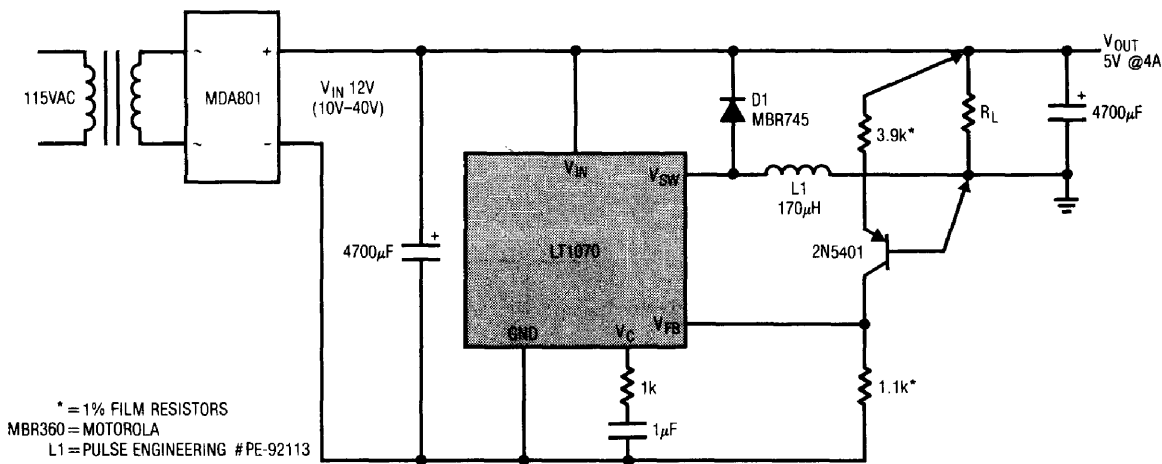 115VAC
~
~
MDA801
+
−
V_IN 12V
(10V–40V)
4700µF
+
V_IN
V_SW
LT1070
GND
V_C
V_FB
D1
MBR745
L1
170µH
3.9k*
R_L
V_OUT
5V @4A
+
4700µF
2N5401
1k
1µF
1.1k*
* = 1% FILM RESISTORS
MBR360 = MOTOROLA
L1 = PULSE ENGINEERING #PE-92113